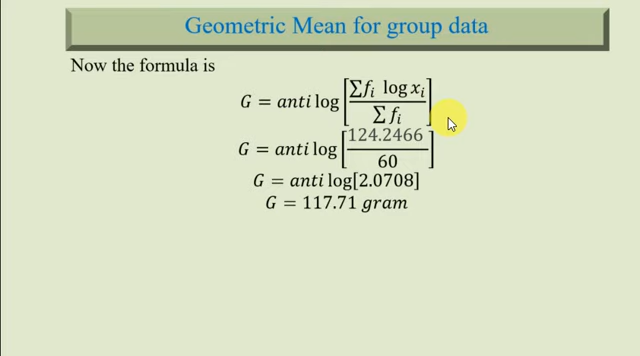 Geometric Mean for group data
Now the formula is
G = anti log [∑fᵢ log xᵢ / ∑fᵢ]
G = anti log [124.2466 / 60]
G = anti log[2.0708]
G = 117.71 gram